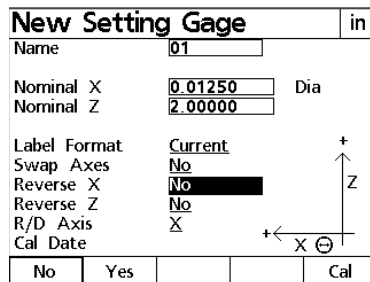 New Setting Gage in
Name 01
Nominal X 0.01250 Dia
Nominal Z 2.00000
Label Format Current
Swap Axes No
Reverse X No
Reverse Z No
R/D Axis X
Cal Date
+
Z
+
X
No Yes Cal